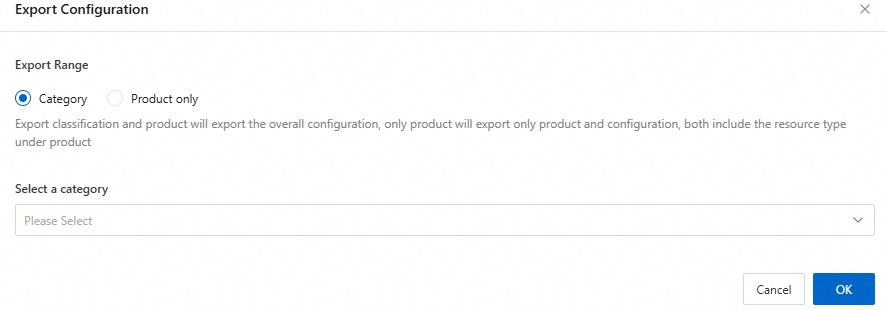 Export Configuration
Export Range
Category Product only
Export classification and product will export the overall configuration, only product will export only product and configuration, both include the resource type
under product
Select a category
Please Select
Cancel OK